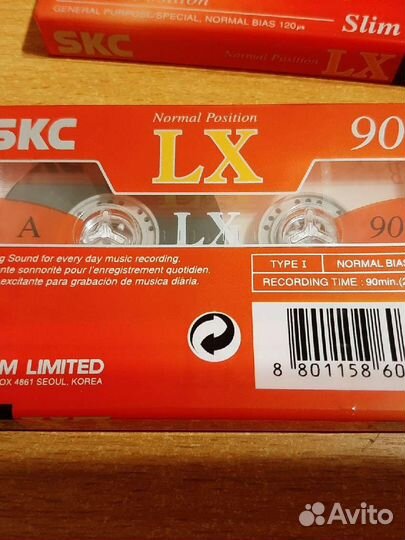 SKC
GENERAL PURPOSE/SPECIAL, NORMAL BIAS 120µs
Slim
NORMAL POSITION
LX
SKC
Normal Position
LX
90
A
LX
90
Sound for every day music recording.
sonnorité pour l'enregistrement quotidien.
excitante para grabación de musica diària.
TYPE I
NORMAL BIAS
RECORDING TIME : 90min.(2
M LIMITED
OX 4861 SEOUL, KOREA
8 801158 60
Avito